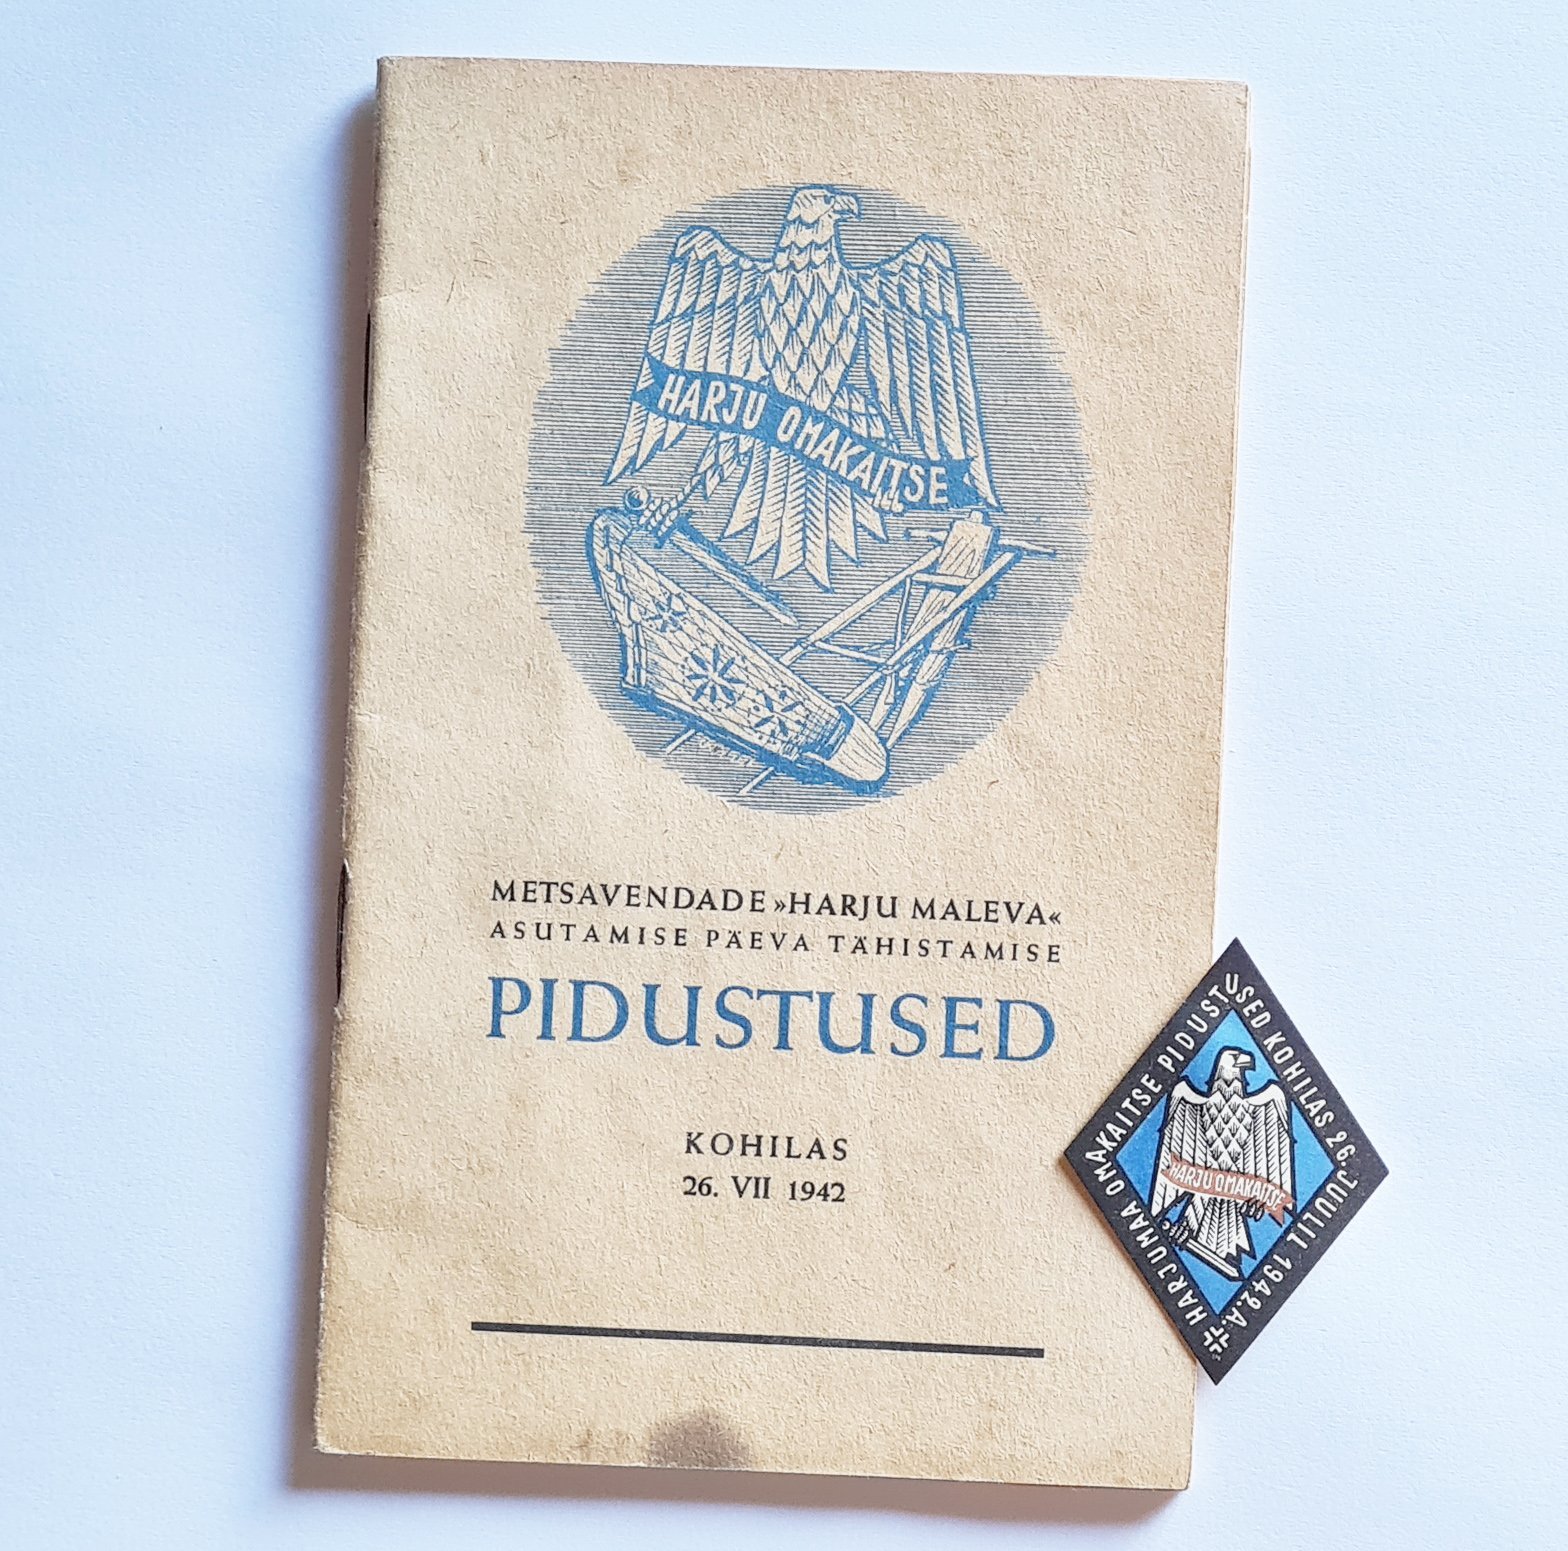 HARJU OMAKAITSE
METSAVENDADE »HARJU MALEVA«
ASUTAMISE PÄEVA TÄHISTAMISE
PIDUSTUSED
KOHILAS
26. VII 1942
HARJUMAA OMAKAITSE PIDUSTUSED KOHILAS 26. JUULIL 1942.A.
HARJU OMAKAITSE